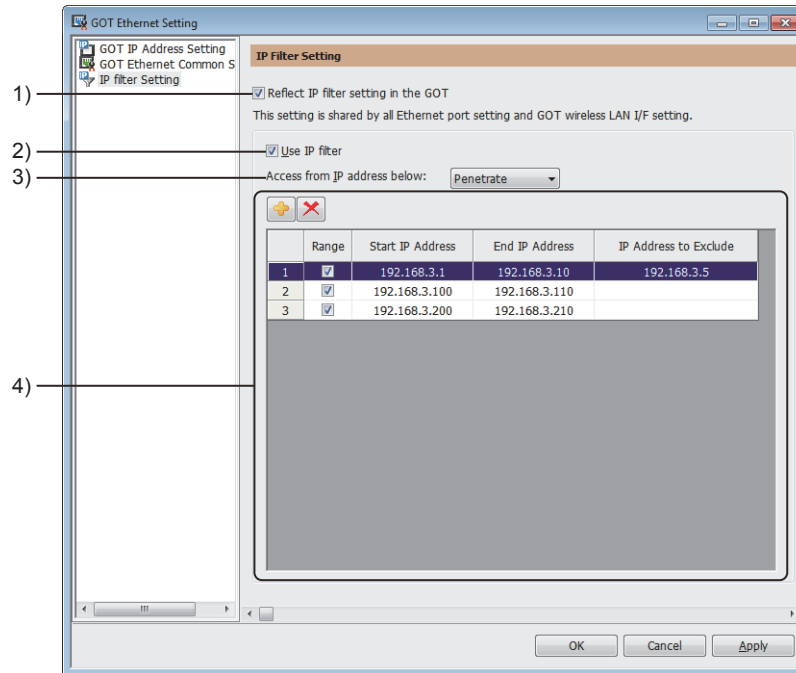 GOT Ethernet Setting
GOT IP Address Setting
GOT Ethernet Common S
IP filter Setting
IP Filter Setting
1)
Reflect IP filter setting in the GOT
This setting is shared by all Ethernet port setting and GOT wireless LAN I/F setting.
2)
Use IP filter
3)
Access from IP address below: Penetrate
Range Start IP Address End IP Address IP Address to Exclude
1 192.168.3.1 192.168.3.10 192.168.3.5
2 192.168.3.100 192.168.3.110
3 192.168.3.200 192.168.3.210
4)
OK Cancel Apply